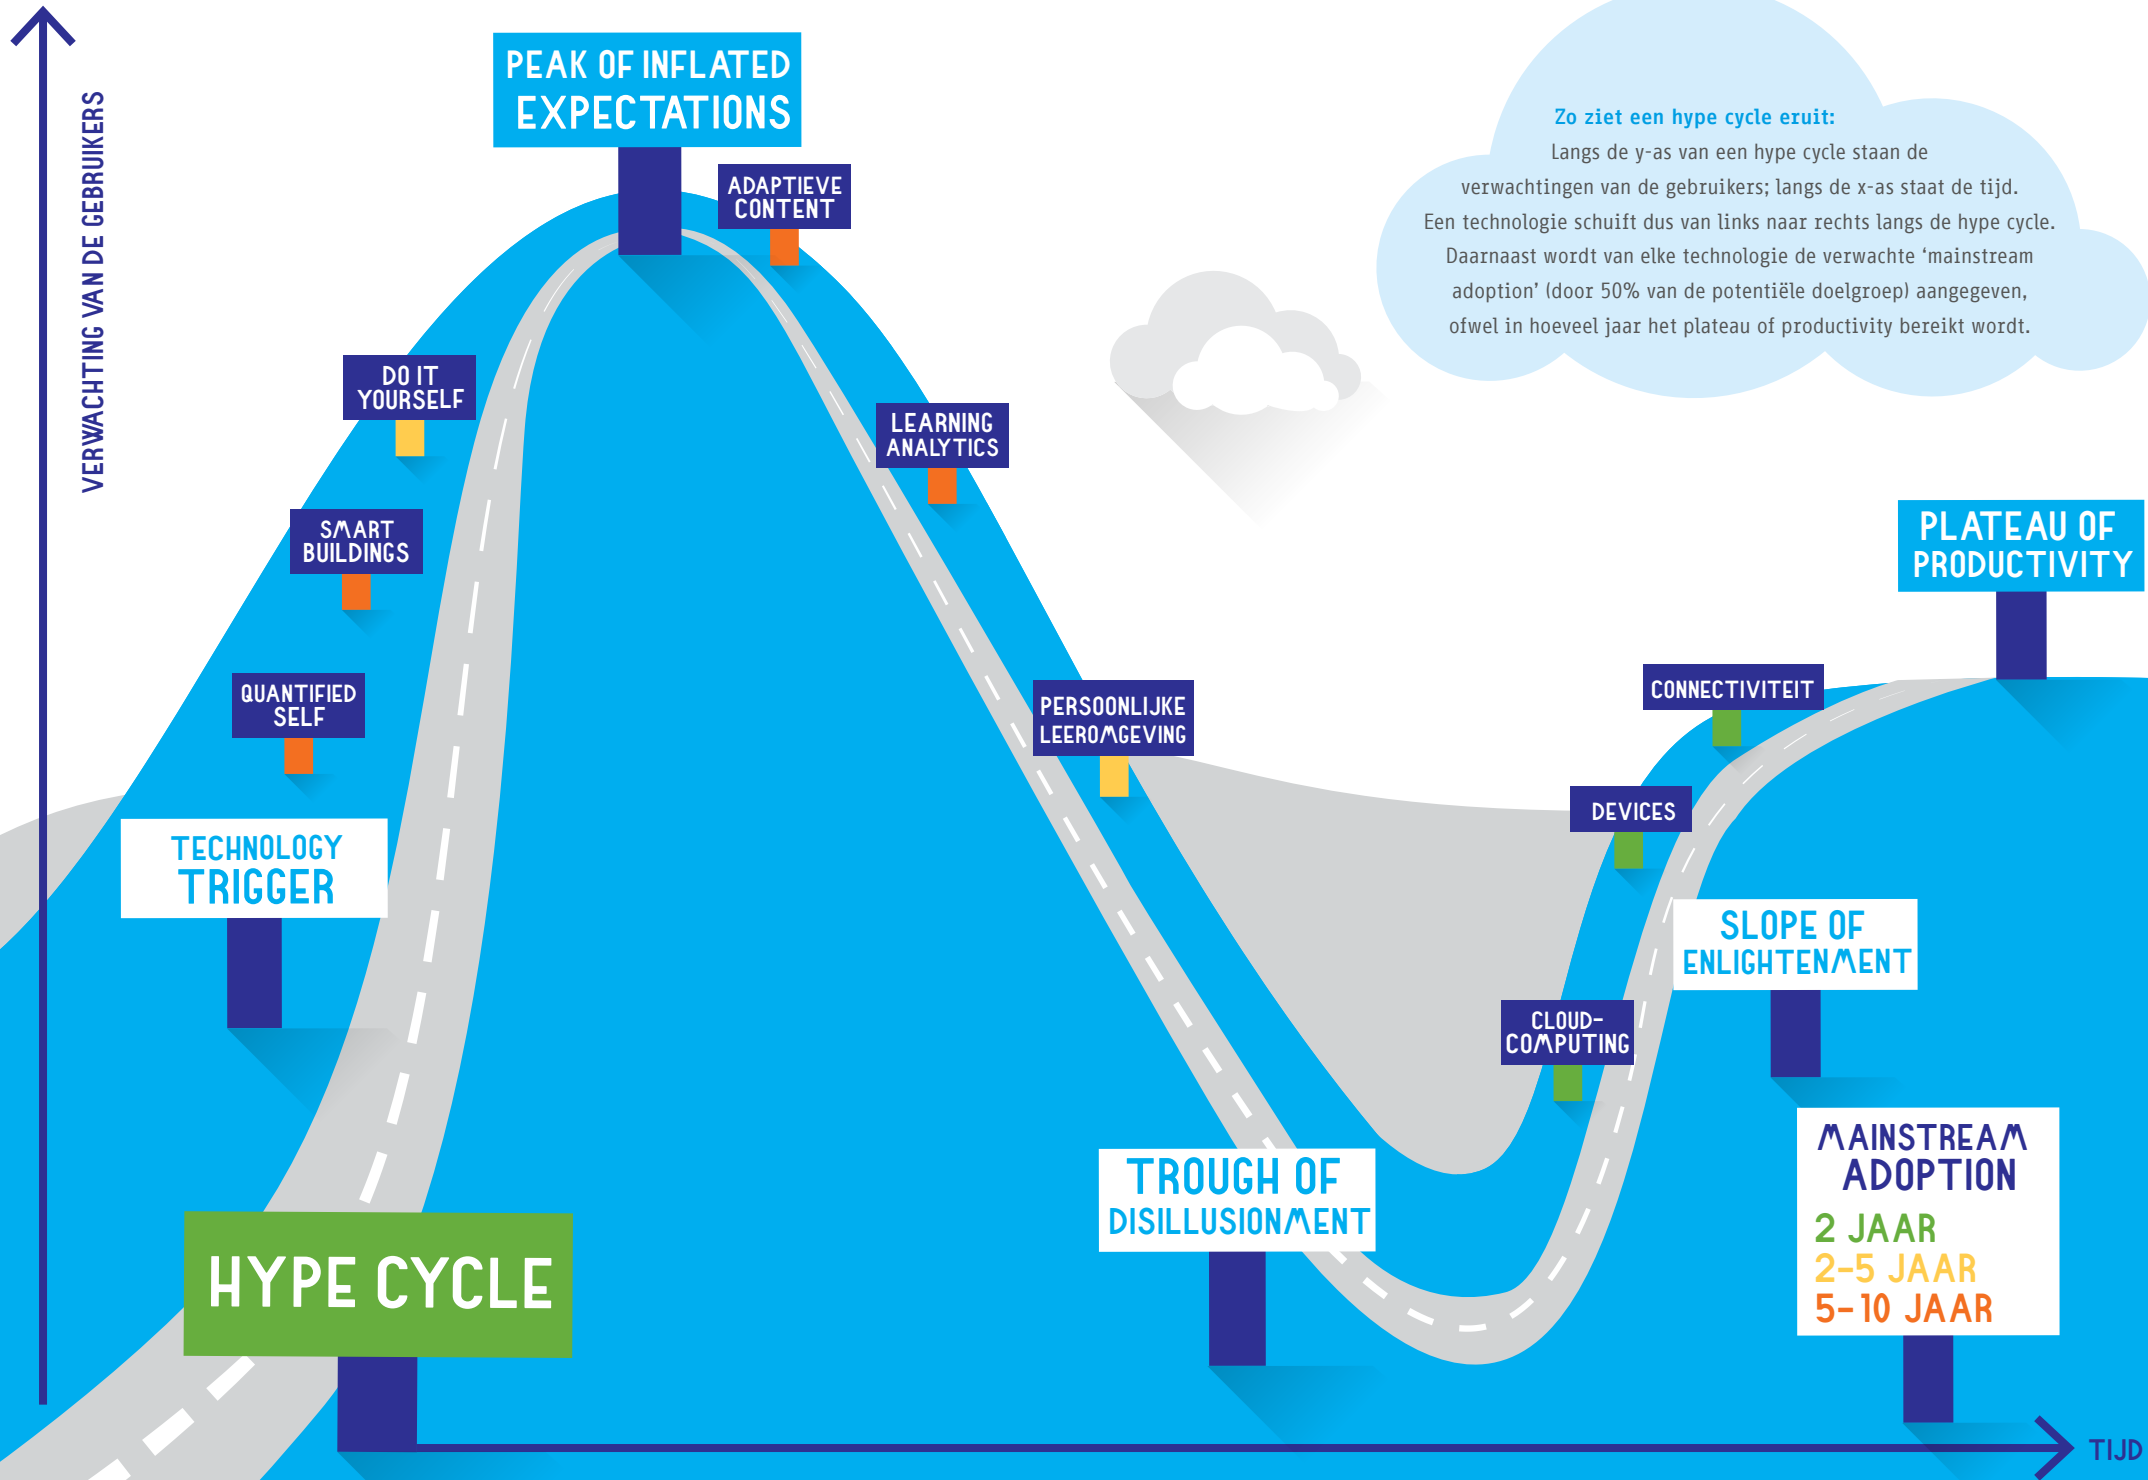 VERWACHTING VAN DE GEBRUIKERS
PEAK OF INFLATED
EXPECTATIONS
ADAPTIEVE
CONTENT
Zo ziet een hype cycle eruit:
Langs de y-as van een hype cycle staan de
verwachtingen van de gebruikers; langs de x-as staat de tijd.
Een technologie schuift dus van links naar rechts langs de hype cycle.
Daarnaast wordt van elke technologie de verwachte ‘mainstream
adoption’ (door 50% van de potentiële doelgroep) aangegeven,
ofwel in hoeveel jaar het plateau of productivity bereikt wordt.
DO IT
YOURSELF
LEARNING
ANALYTICS
SMART
BUILDINGS
PLATEAU OF
PRODUCTIVITY
QUANTIFIED
SELF
PERSOONLIJKE
LEEROMGEVING
CONNECTIVITEIT
DEVICES
TECHNOLOGY
TRIGGER
SLOPE OF
ENLIGHTENMENT
CLOUD-
COMPUTING
TROUGH OF
DISILLUSIONMENT
MAINSTREAM
ADOPTION
2 JAAR
2-5 JAAR
5-10 JAAR
HYPE CYCLE
TIJD